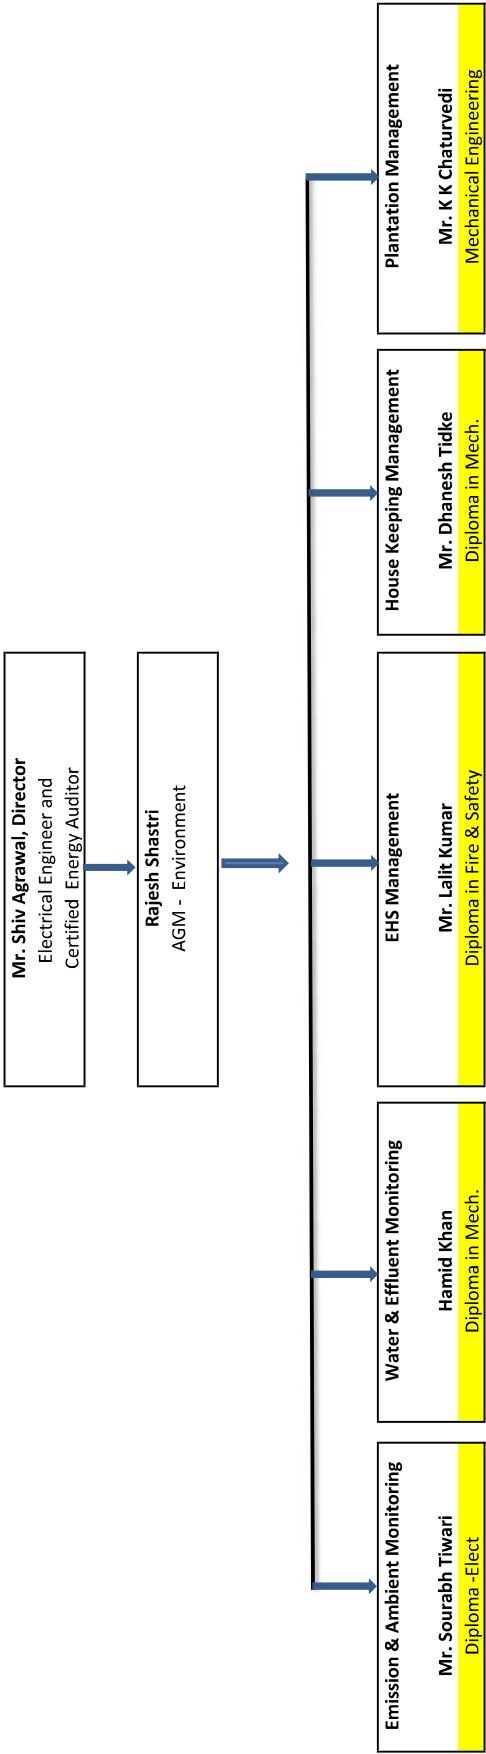 Mr. Shiv Agrawal, Director
Electrical Engineer and
Certified Energy Auditor
Rajesh Shastri
AGM - Environment
Emission & Ambient Monitoring
Mr. Sourabh Tiwari
Diploma -Elect
Water & Effluent Monitoring
Hamid Khan
Diploma in Mech.
EHS Management
Mr. Lalit Kumar
Diploma in Fire & Safety
House Keeping Management
Mr. Dhanesh Tidke
Diploma in Mech.
Plantation Management
Mr. K K Chaturvedi
Mechanical Engineering